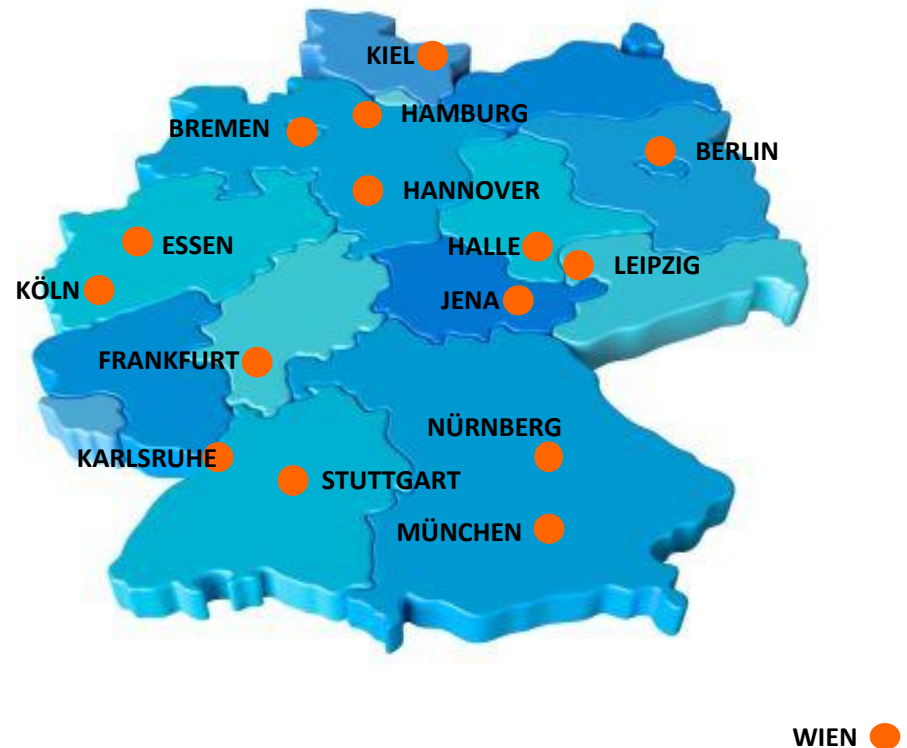 KIEL
HAMBURG
BREMEN
BERLIN
HANNOVER
ESSEN
HALLE
LEIPZIG
KÖLN
JENA
FRANKFURT
NÜRNBERG
KARLSRUHE
STUTTGART
MÜNCHEN
WIEN